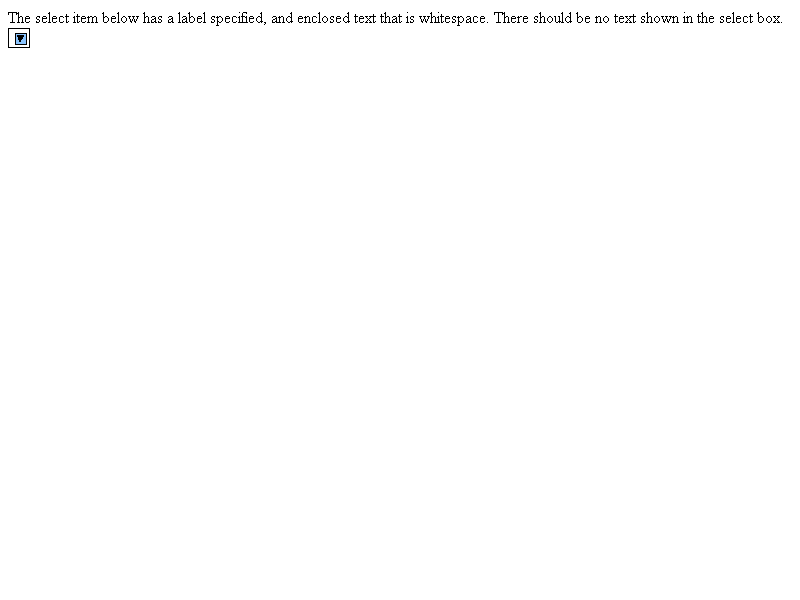 The select item below has a label specified, and enclosed text that is whitespace. There should be no text shown in the select box.